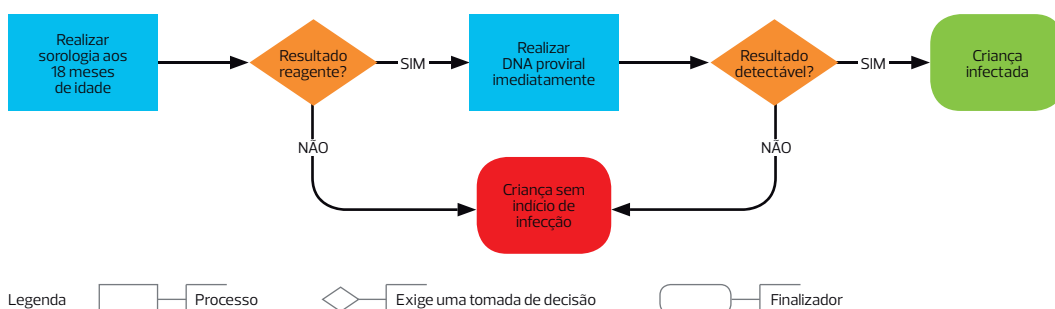 Realizar
sorologia aos
18 meses
de idade
Resultado
reagente?
SIM
Realizar
DNA proviral
imediatamente
Resultado
detectável?
SIM
Criança
infectada
NÃO
NÃO
Criança sem
indício de
infecção
Legenda
Processo
Exige uma tomada de decisão
Finalizador